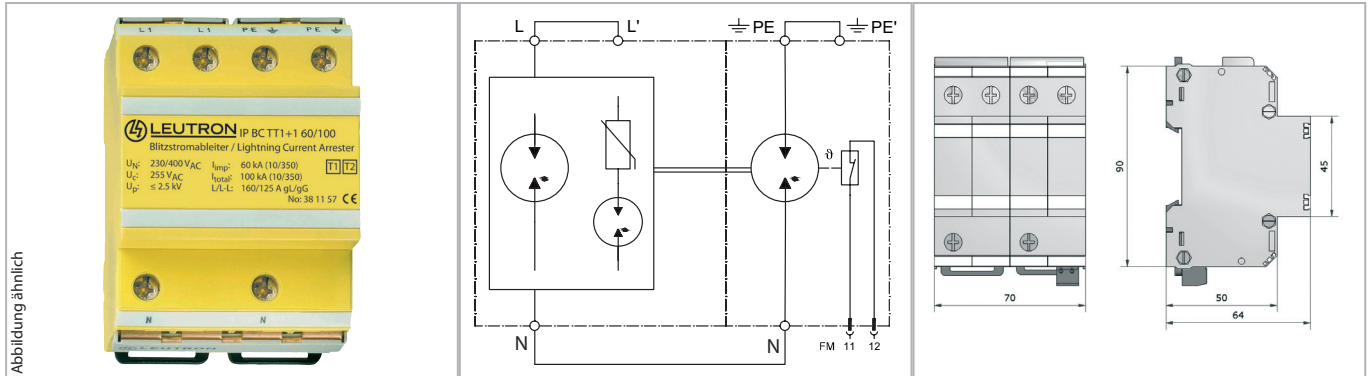 Abbildung ähnlich
L1 L1 PE PE
LEUTRON IP BC TT1+1 60/100
Blitzstromableiter / Lightning Current Arrester
UN: 230/400 VAC Iimp: 60 kA (10/350) T1 T2
UC: 255 VAC Itotal: 100 kA (10/350)
Up: ≤ 2.5 kV L/L-L: 160/125 A gL/gG
No: 38 11 57 CE
N N
LEUTRON
L L' PE PE'
ϑ
N N FM 11 12
90
45
70
50
64